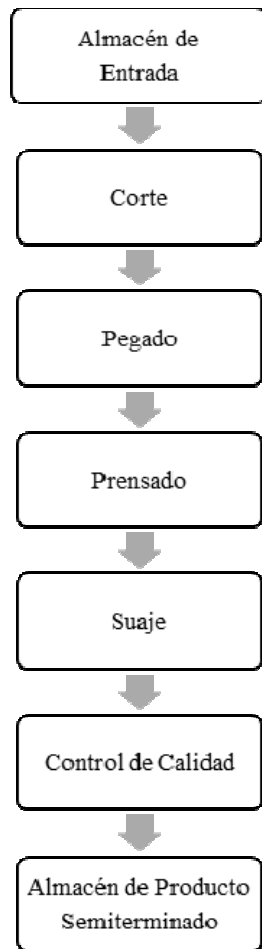 Almacén de
Entrada
Corte
Pegado
Prensado
Suaje
Control de Calidad
Almacén de Producto
Semiterminado